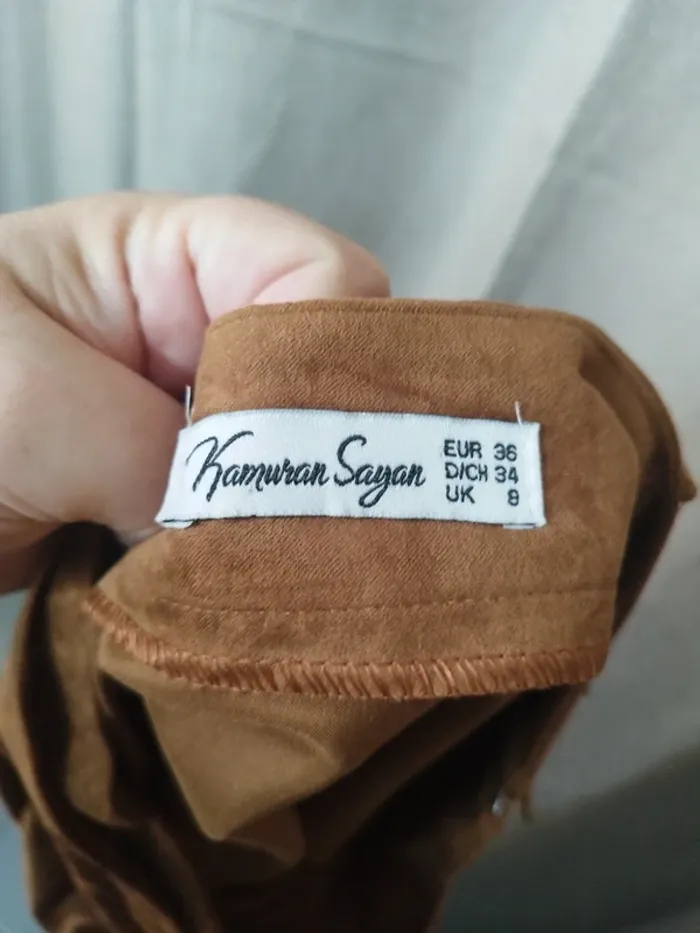 Kamuran Sayan
EUR 36
D/CH 34
UK 8